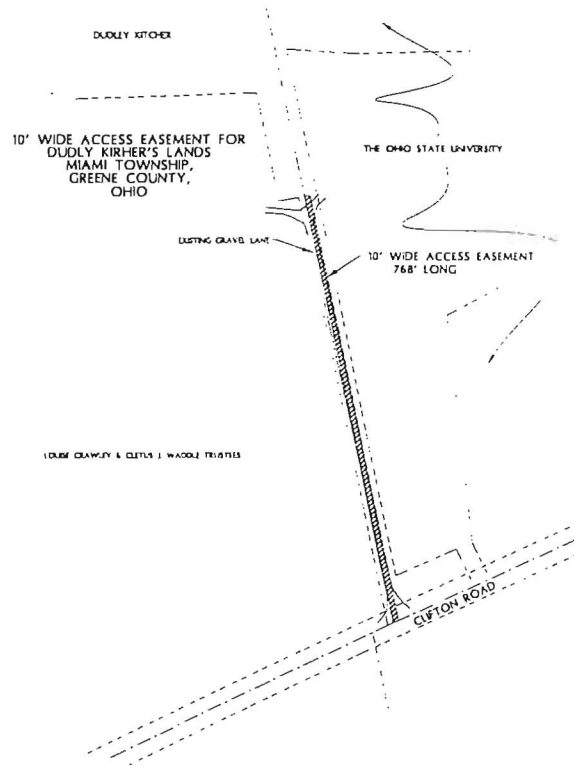 DUDLEY KITCHER
10' WIDE ACCESS EASEMENT FOR
DUDLY KIRHER'S LANDS
MIAMI TOWNSHIP,
GREENE COUNTY,
OHIO
THE OHIO STATE UNIVERSITY
EXISTING GRAVEL LANE
10' WIDE ACCESS EASEMENT
768' LONG
LOUISE CRAWLEY & CLETUS J. WADDLE TRUSTEES
CLIFTON ROAD